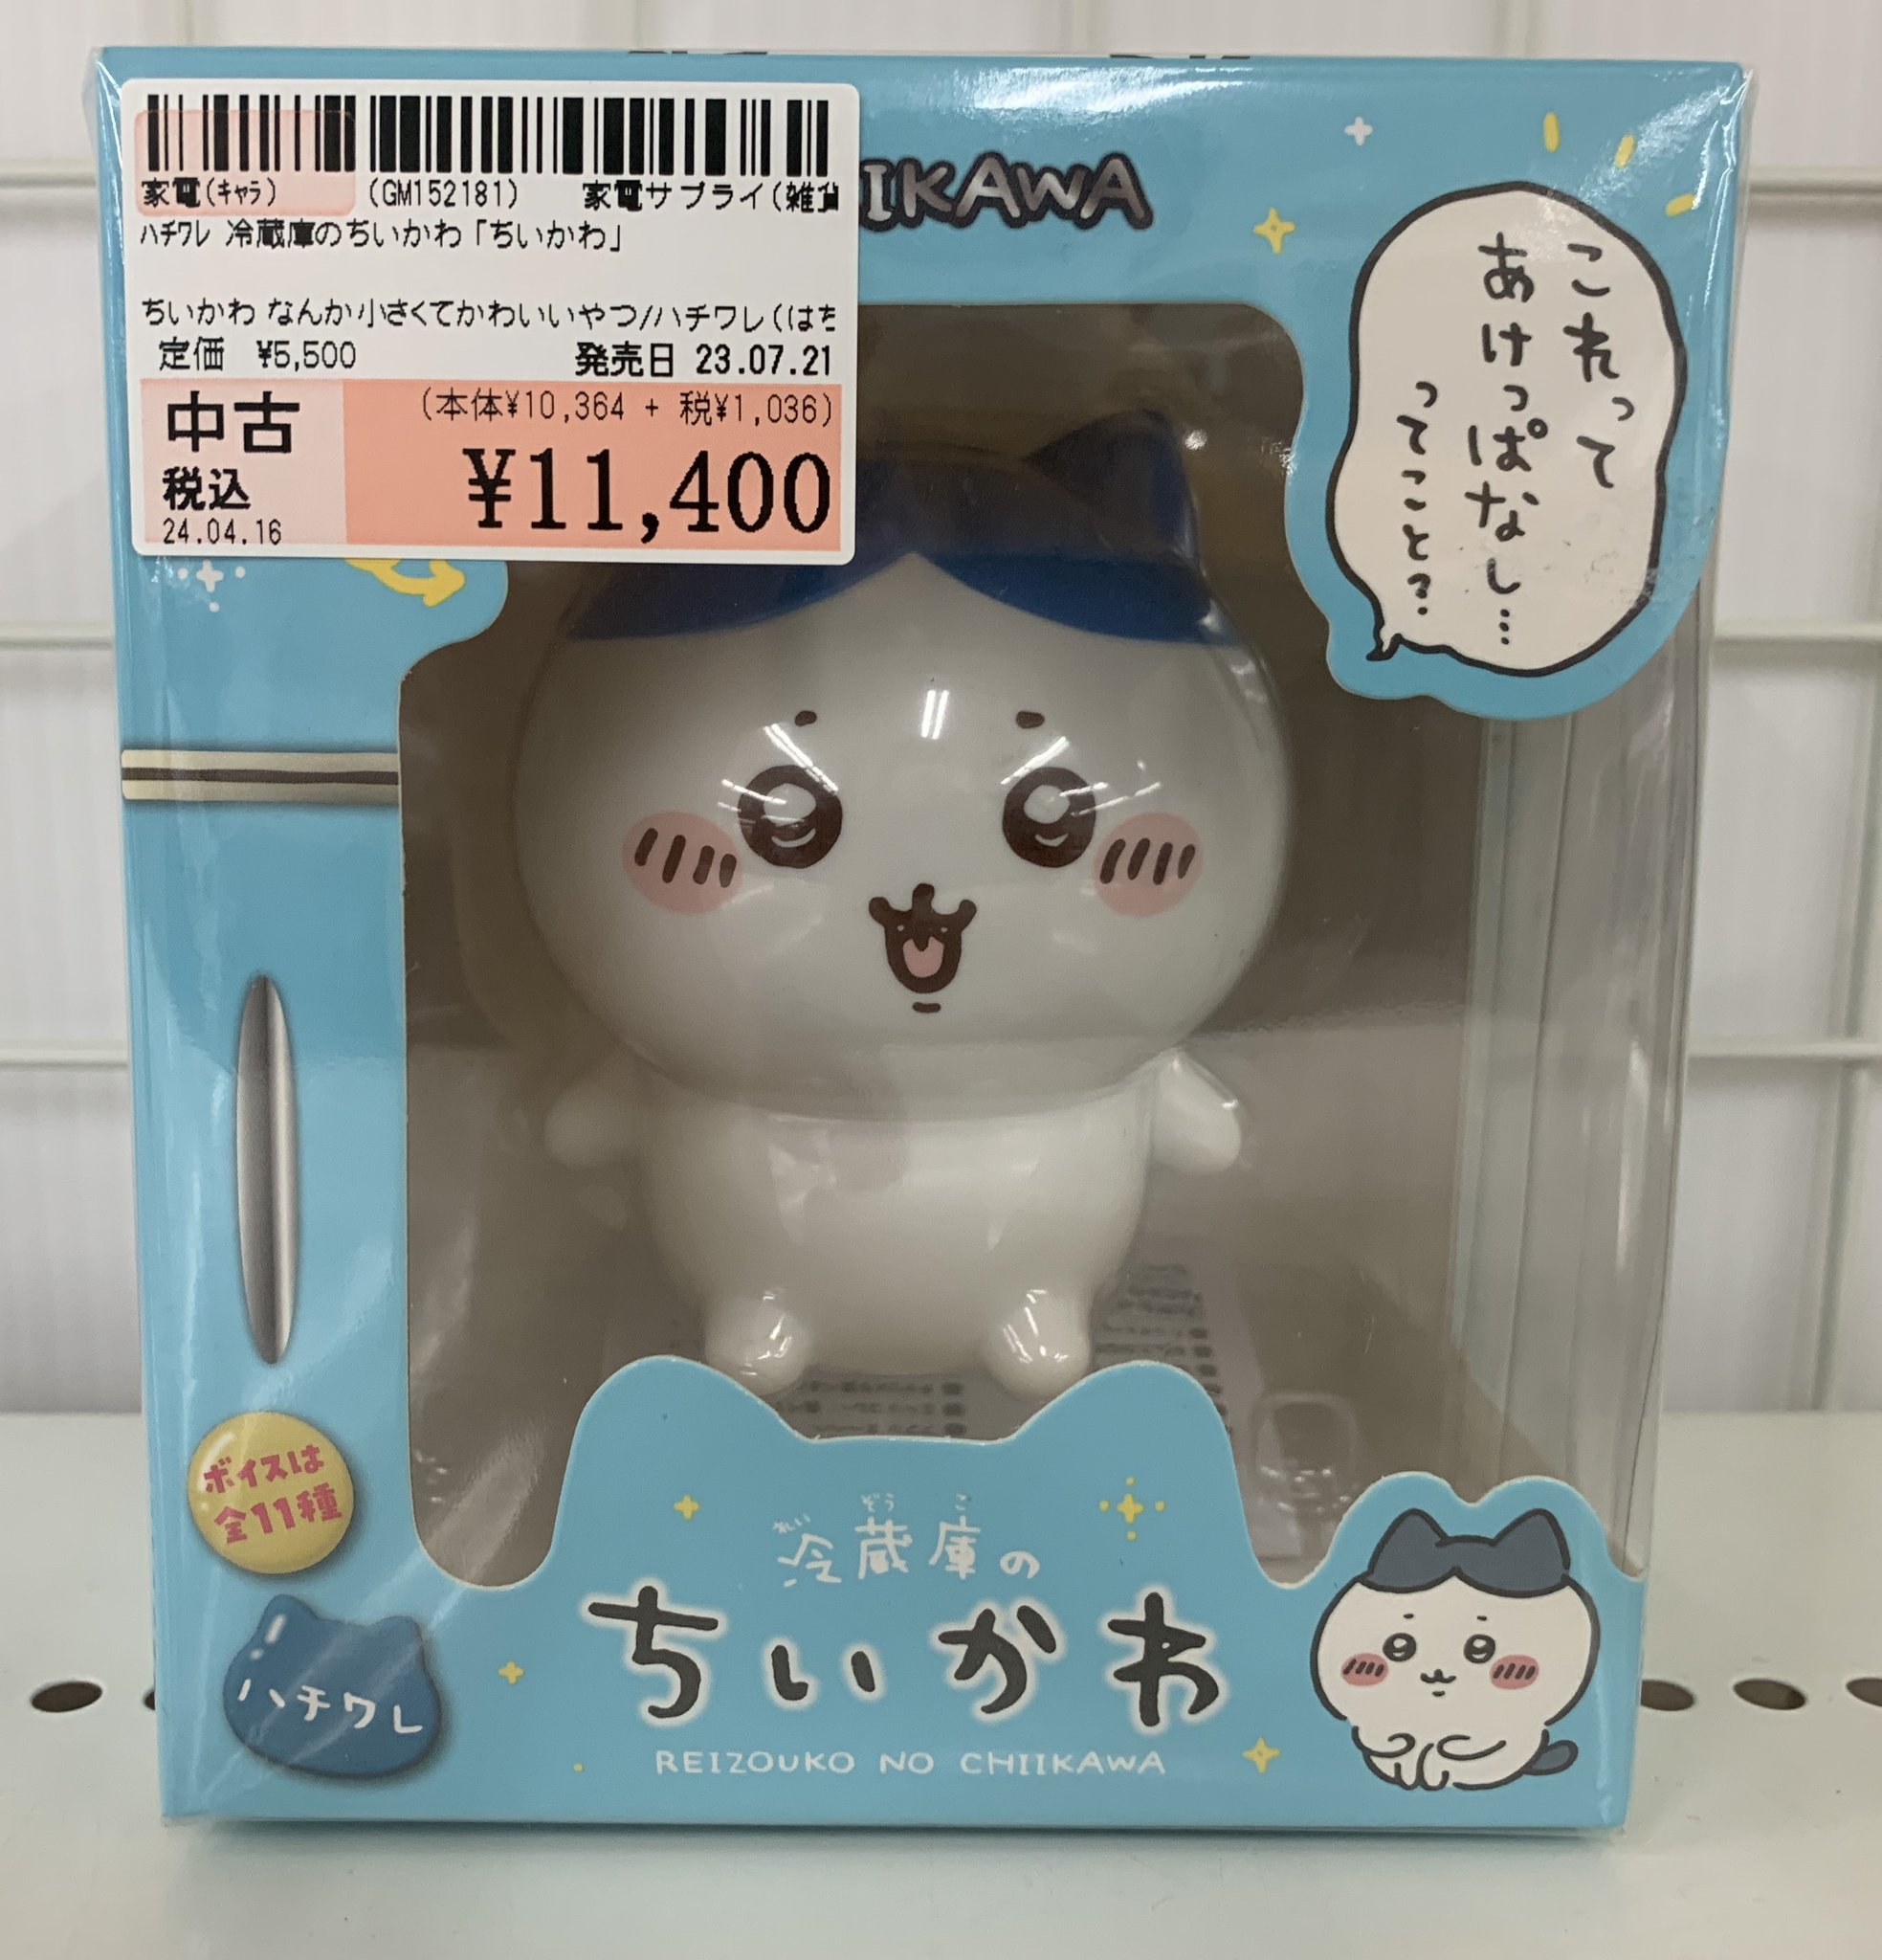 家電(ｷｬﾗ) (GM152181) 家電サプライ(雑貨
ﾊﾁﾜﾚ 冷蔵庫のちいかわ「ちいかわ」
ちいかわ なんか小さくてかわいいやつ/ハチワレ(はち
定価 ¥5,500 発売日 23.07.21
中古 (本体¥10,364 + 税¥1,036)
税込 ¥11,400
24.04.16
IKAWA
これって
あけっぱなし…
ってこと?
ボイスは
全11種
ハチワレ
れいぞうこ
冷蔵庫の
ちいかわ
REIZOUKO NO CHIIKAWA